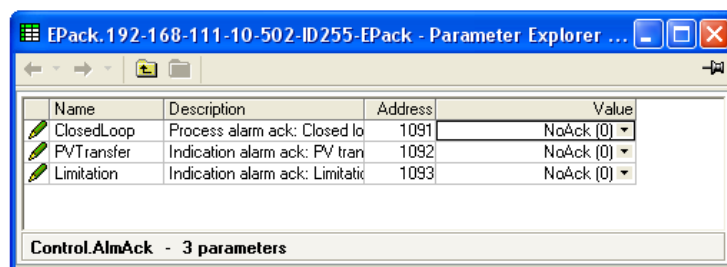 EPack.192-168-111-10-502-ID255-EPack - Parameter Explorer ...
Name Description Address Value
ClosedLoop Process alarm ack: Closed lo 1091 NoAck (0)
PVTransfer Indication alarm ack: PV tran 1092 NoAck (0)
Limitation Indication alarm ack: Limitatic 1093 NoAck (0)
Control.AlmAck - 3 parameters